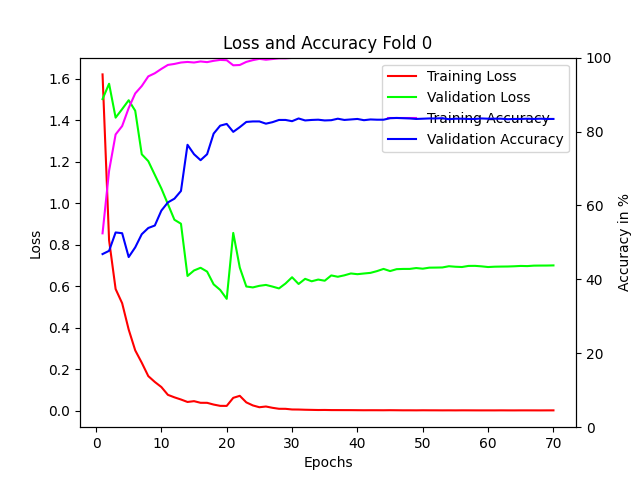 Loss and Accuracy Fold 0
Training Loss
Validation Loss
Training Accuracy
Validation Accuracy
Loss
1.6
1.4
1.2
1.0
0.8
0.6
0.4
0.2
0.0
100
80
60
40
20
0
Accuracy in %
0 10 20 30 40 50 60 70
Epochs